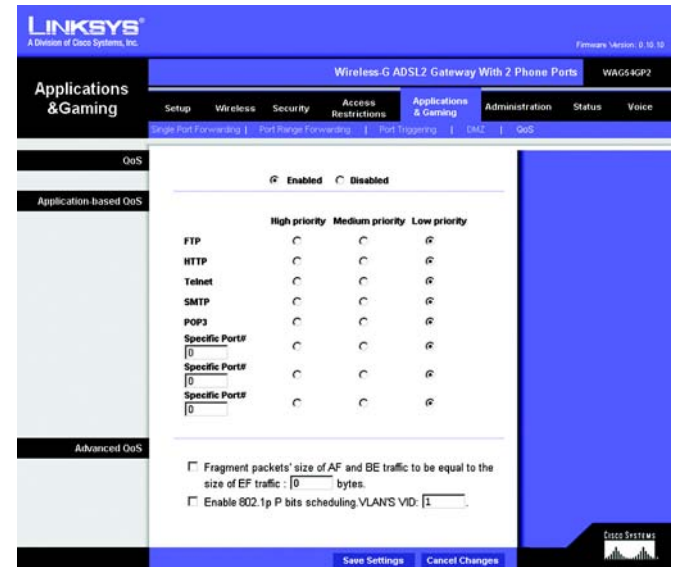 LINKSYS®
A Division of Cisco Systems, Inc.
Firmware Version: 0.10.10
Applications
&Gaming
Wireless-G ADSL2 Gateway With 2 Phone Ports WAG54GP2
Setup Wireless Security Access Restrictions Applications & Gaming Administration Status Voice
Single Port Forwarding | Port Range Forwarding | Port Triggering | DMZ | QoS
QoS
Enabled Disabled
Application-based QoS
High priority Medium priority Low priority
FTP
HTTP
Telnet
SMTP
POP3
Specific Port#
0
Specific Port#
0
Specific Port#
0
Advanced QoS
Fragment packets' size of AF and BE traffic to be equal to the
size of EF traffic : 0 bytes.
Enable 802.1p P bits scheduling.VLAN'S VID: 1 .
CISCO SYSTEMS
Save Settings Cancel Changes